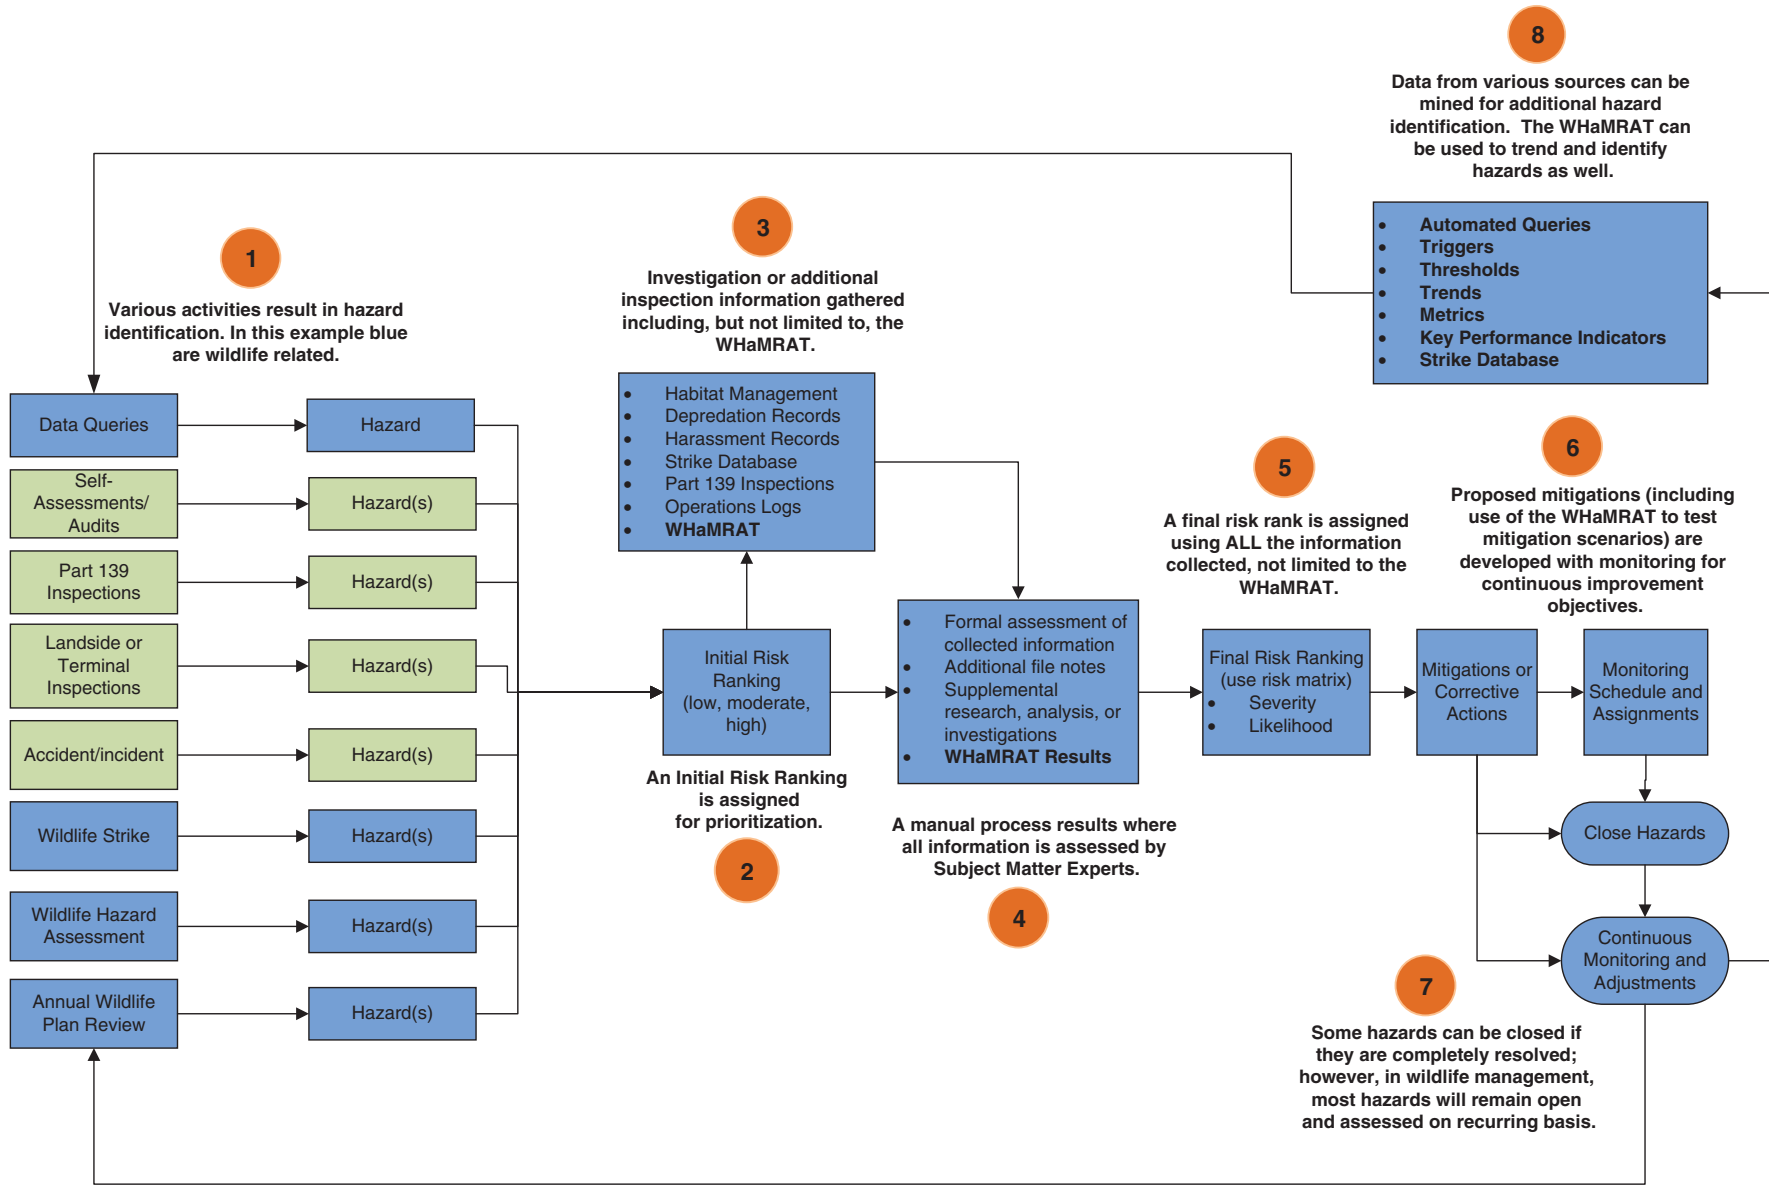 8
Data from various sources can be
mined for additional hazard
identification.  The WHaMRAT can
be used to trend and identify
hazards as well.
• Automated Queries
• Triggers
• Thresholds
• Trends
• Metrics
• Key Performance Indicators
• Strike Database
1
Various activities result in hazard
identification. In this example blue
are wildlife related.
3
Investigation or additional
inspection information gathered
including, but not limited to, the
WHaMRAT.
• Habitat Management
• Depredation Records
• Harassment Records
• Strike Database
• Part 139 Inspections
• Operations Logs
• WHaMRAT
Data Queries
Hazard
Self-
Assessments/
Audits
Hazard(s)
Part 139
Inspections
Hazard(s)
Landside or
Terminal
Inspections
Hazard(s)
Accident/incident
Hazard(s)
Wildlife Strike
Hazard(s)
Wildlife Hazard
Assessment
Hazard(s)
Annual Wildlife
Plan Review
Hazard(s)
Initial Risk
Ranking
(low, moderate,
high)
An Initial Risk Ranking
is assigned
for prioritization.
2
• Formal assessment of
collected information
• Additional file notes
• Supplemental
research, analysis, or
investigations
• WHaMRAT Results
A manual process results where
all information is assessed by
Subject Matter Experts.
4
5
A final risk rank is assigned
using ALL the information
collected, not limited to the
WHaMRAT.
Final Risk Ranking
(use risk matrix)
• Severity
• Likelihood
6
Proposed mitigations (including
use of the WHaMRAT to test
mitigation scenarios) are
developed with monitoring for
continuous improvement
objectives.
Mitigations or
Corrective
Actions
Monitoring
Schedule and
Assignments
Close Hazards
Continuous
Monitoring and
Adjustments
7
Some hazards can be closed if
they are completely resolved;
however, in wildlife management,
most hazards will remain open
and assessed on recurring basis.